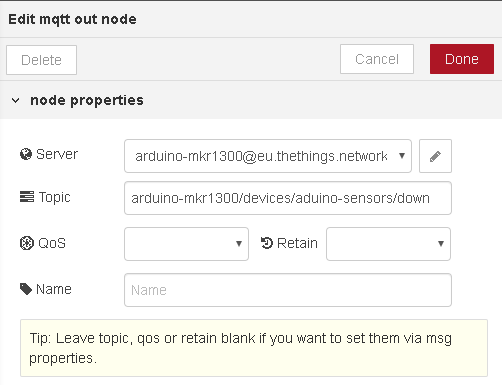 Edit mqtt out node
Delete
Cancel
Done
node properties
Server
arduino-mkr1300@eu.thethings.network
Topic
arduino-mkr1300/devices/aduino-sensors/down
QoS
Retain
Name
Name
Tip: Leave topic, qos or retain blank if you want to set them via msg
properties.